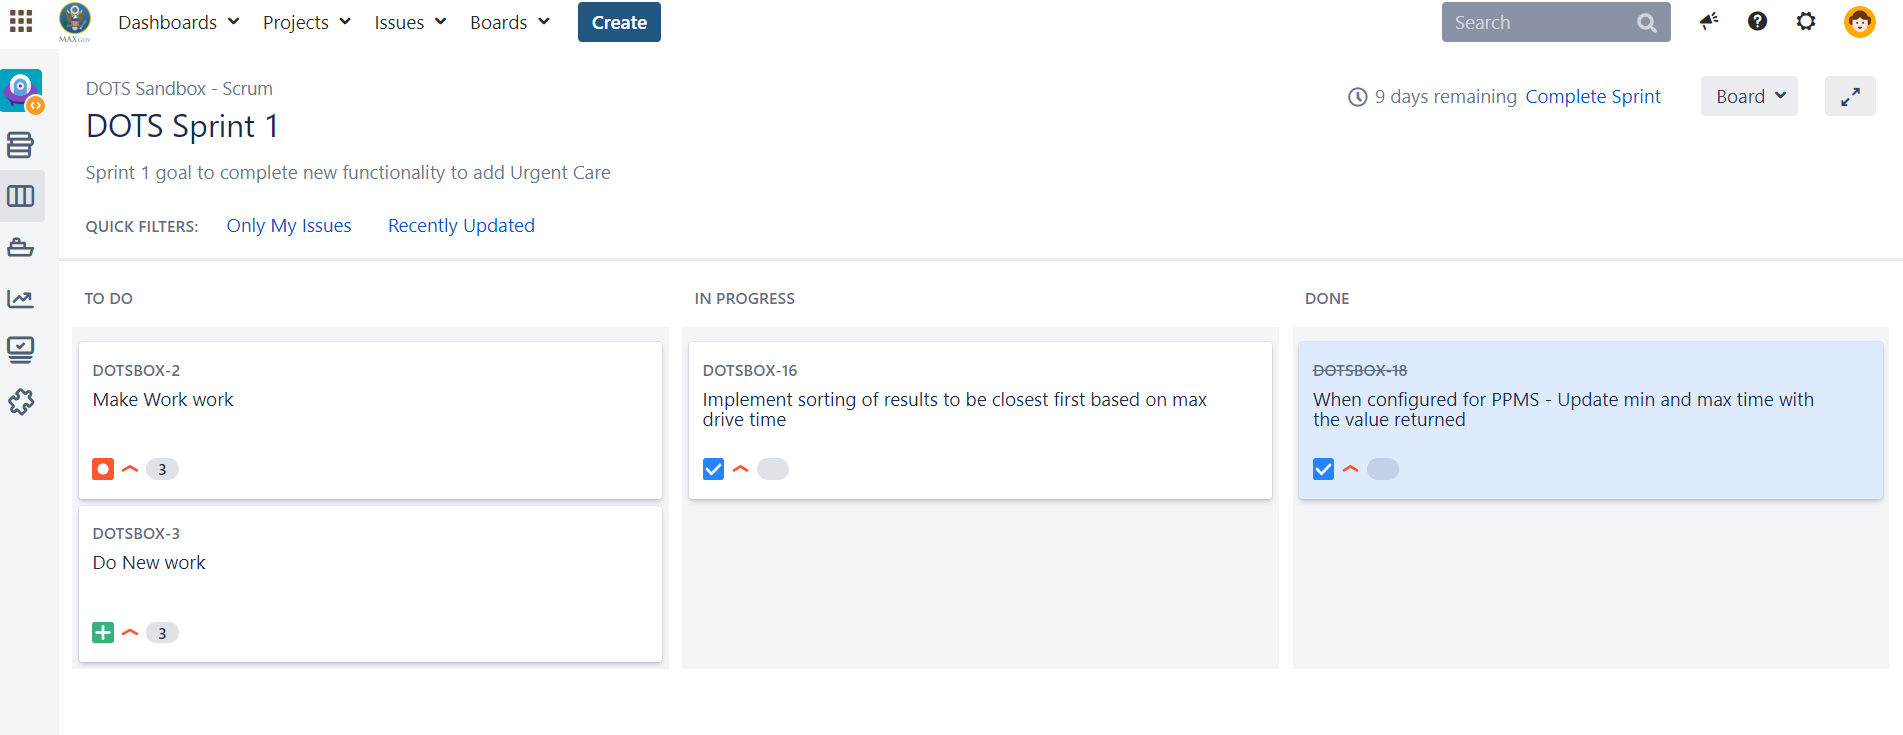 MAX.GOV
Dashboards Projects Issues Boards Create Search
DOTS Sandbox - Scrum
9 days remaining Complete Sprint Board
DOTS Sprint 1
Sprint 1 goal to complete new functionality to add Urgent Care
QUICK FILTERS: Only My Issues Recently Updated
TO DO
DOTSBOX-2
Make Work work
3
DOTSBOX-3
Do New work
3
IN PROGRESS
DOTSBOX-16
Implement sorting of results to be closest first based on max
drive time
DONE
DOTSBOX-18
When configured for PPMS - Update min and max time with
the value returned